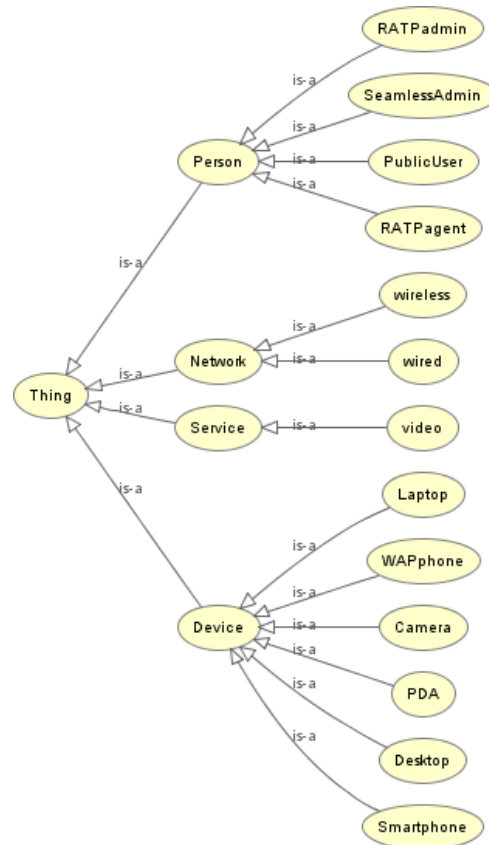 RATPadmin
is-a
SeamlessAdmin
is-a
Person
is-a
PublicUser
is-a
RATPagent
is-a
wireless
is-a
Network
is-a
wired
is-a
Thing
is-a
Service
is-a
video
is-a
Laptop
is-a
is-a
WAPphone
is-a
Device
is-a
Camera
is-a
PDA
is-a
Desktop
is-a
Smartphone